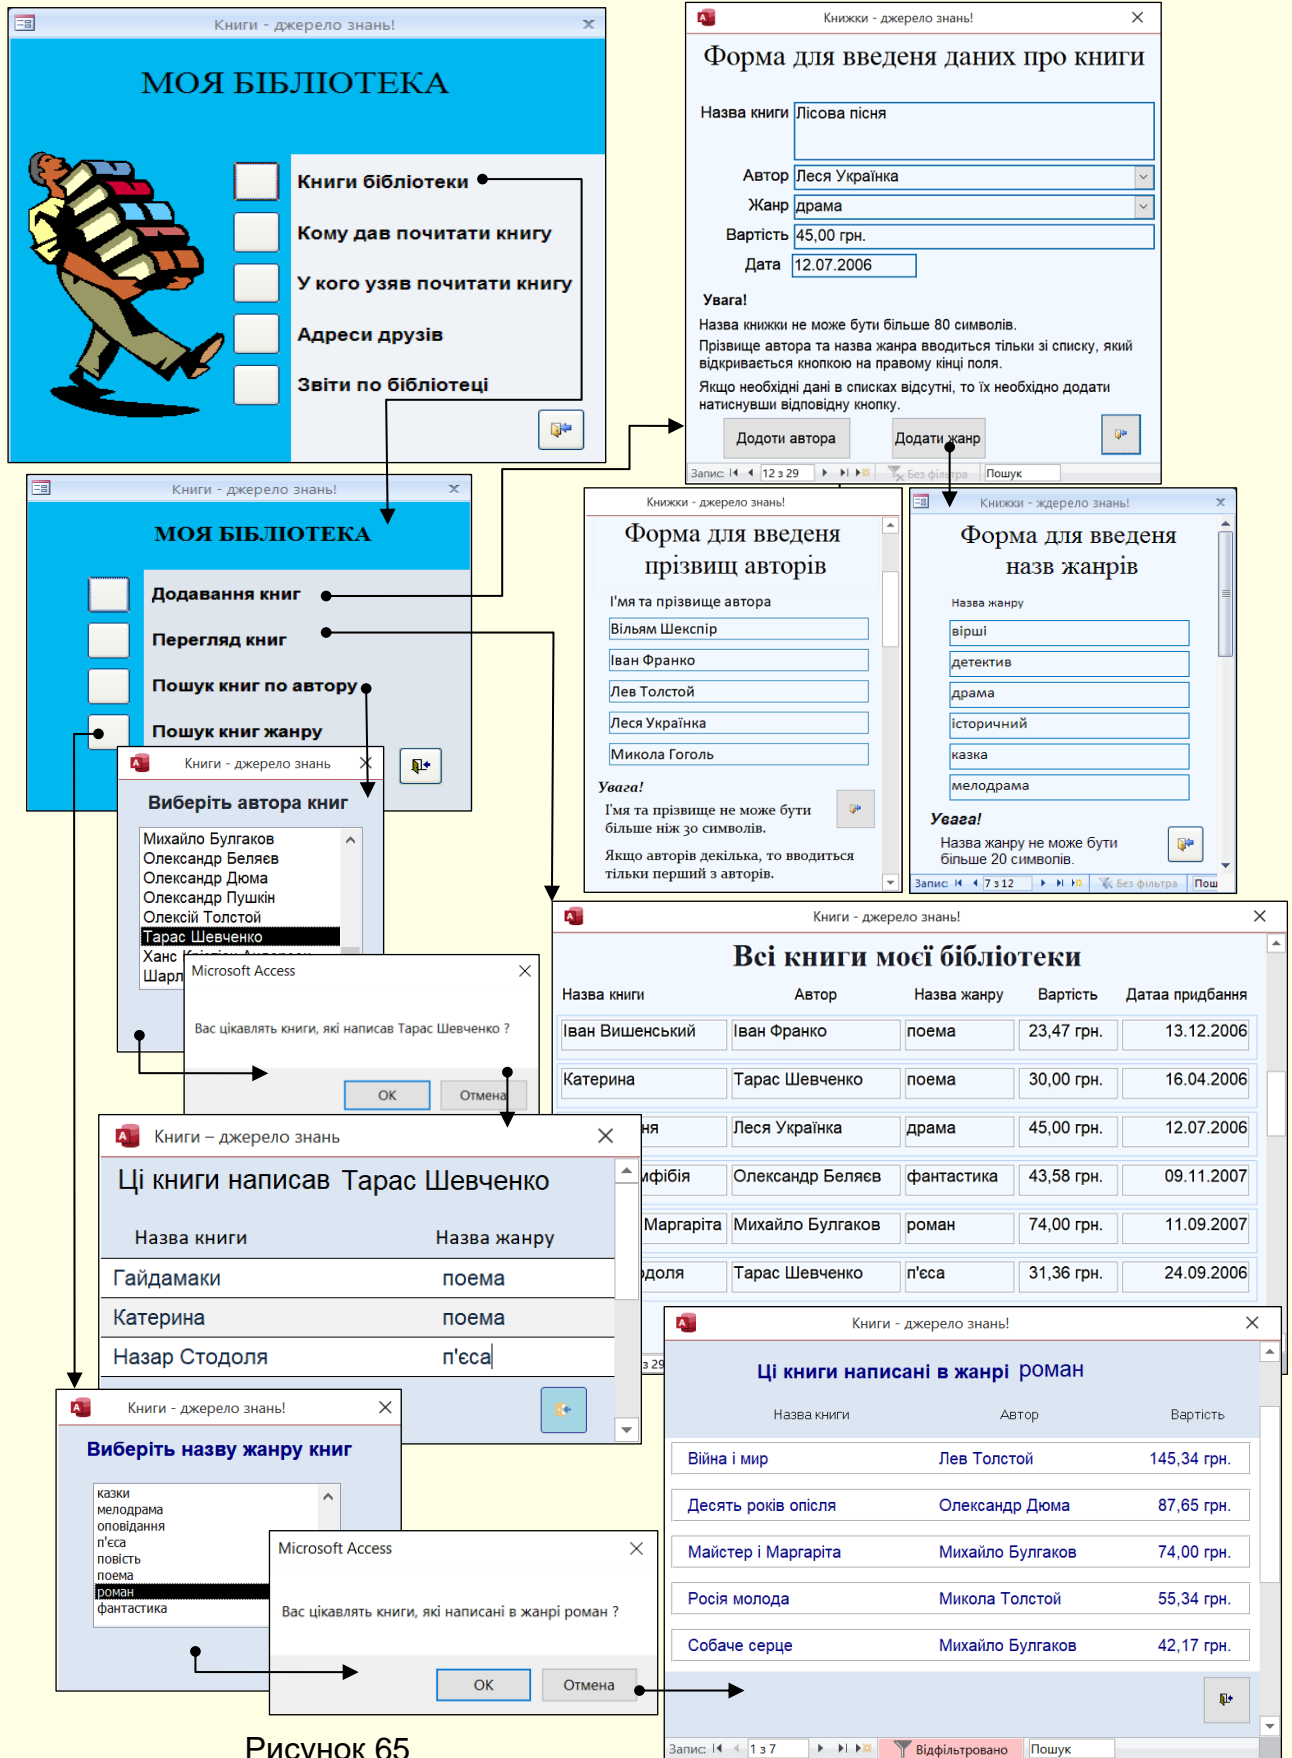 Книги - джерело знань!
МОЯ БІБЛІОТЕКА
Книги бібліотеки
Кому дав почитати книгу
У кого узяв почитати книгу
Адреси друзів
Звіти по бібліотеці
Книжки - джерело знань!
Форма для введеня даних про книги
Назва книги Лісова пісня
Автор Леся Українка
Жанр драма
Вартість 45,00 грн.
Дата 12.07.2006
Увага!
Назва книжки не може бути більше 80 символів.
Прізвище автора та назва жанра вводиться тільки зі списку, який
відкривається кнопкою на правому кінці поля.
Якщо необхідні дані в списках відсутні, то їх необхідно додати
натиснувши відповідну кнопку.
Додоти автора Додати жанр
Запис: 12 з 29 Без фільтра Пошук
Книги - джерело знань!
МОЯ БІБЛІОТЕКА
Додавання книг
Перегляд книг
Пошук книг по автору
Пошук книг жанру
Книжки - джерело знань!
Форма для введеня
прізвищ авторів
І'мя та прізвище автора
Вільям Шекспір
Іван Франко
Лев Толстой
Леся Українка
Микола Гоголь
Увага!
І'мя та прізвище не може бути
більше ніж 30 символів.
Якщо авторів декілька, то вводиться
тільки перший з авторів.
Книжки - ждерело знань!
Форма для введеня
назв жанрів
Назва жанру
вірші
детектив
драма
історичний
казка
мелодрама
Увага!
Назва жанру не може бути
більше 20 символів.
Запис: 7 з 12 Без фільтра Пош
Книги - джерело знань
Виберіть автора книг
Михайло Булгаков
Олександр Беляєв
Олександр Дюма
Олександр Пушкін
Олексій Толстой
Тарас Шевченко
Ханс
Шарл
Microsoft Access
Вас цікавлять книги, які написав Тарас Шевченко ?
ОК Отмена
Книги - джерело знань!
Всі книги моєї бібліотеки
Назва книги Автор Назва жанру Вартість Датаа придбання
Іван Вишенський Іван Франко поема 23,47 грн. 13.12.2006
Катерина Тарас Шевченко поема 30,00 грн. 16.04.2006
ня Леся Українка драма 45,00 грн. 12.07.2006
мфібія Олександр Беляєв фантастика 43,58 грн. 09.11.2007
Маргаріта Михайло Булгаков роман 74,00 грн. 11.09.2007
доля Тарас Шевченко п'єса 31,36 грн. 24.09.2006
з 29
Книги – джерело знань
Ці книги написав Тарас Шевченко
Назва книги Назва жанру
Гайдамаки поема
Катерина поема
Назар Стодоля п'єса
Книги - джерело знань!
Виберіть назву жанру книг
казки
мелодрама
оповідання
п'єса
повість
поема
роман
фантастика
Microsoft Access
Вас цікавлять книги, які написані в жанрі роман ?
ОК Отмена
Книги - джерело знань!
Ці книги написані в жанрі роман
Назва книги Автор Вартість
Війна і мир Лев Толстой 145,34 грн.
Десять років опісля Олександр Дюма 87,65 грн.
Майстер і Маргаріта Михайло Булгаков 74,00 грн.
Росія молода Микола Толстой 55,34 грн.
Собаче серце Михайло Булгаков 42,17 грн.
Запис: 1 з 7 Відфільтровано Пошук
Рисунок 65